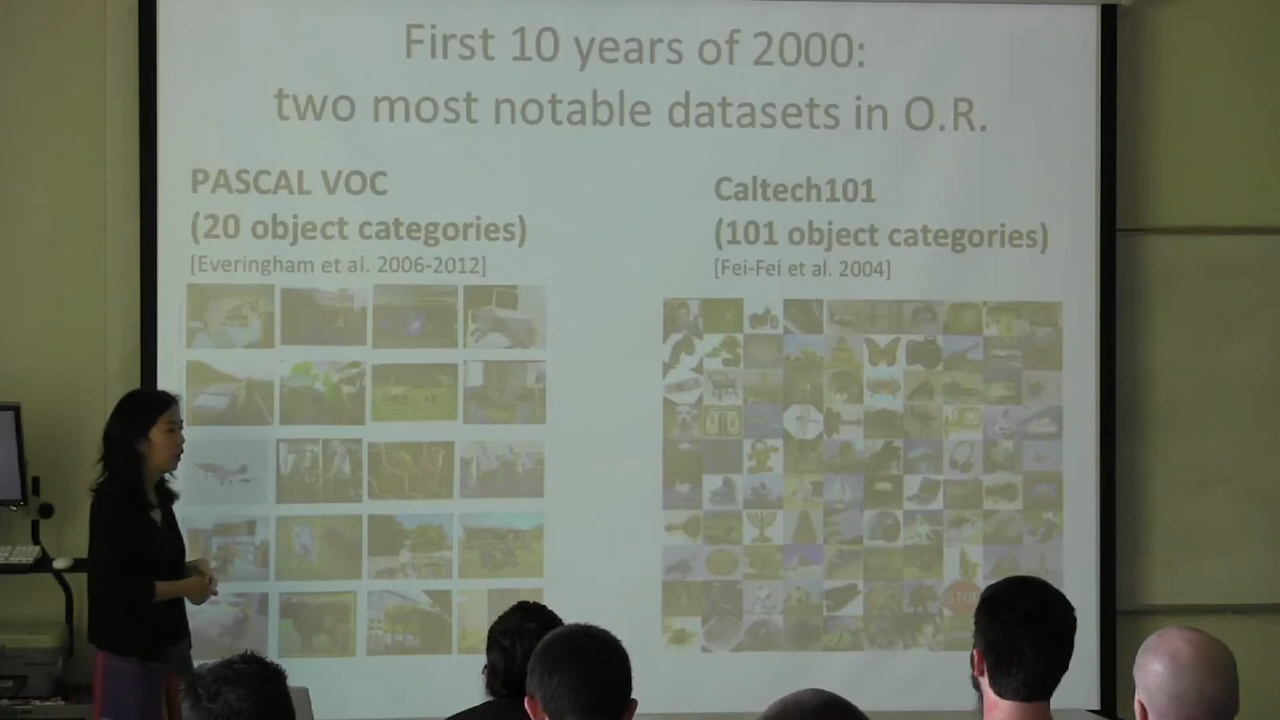 First 10 years of 2000:
two most notable datasets in O.R.
PASCAL VOC
(20 object categories)
[Everingham et al. 2006-2012]
Caltech101
(101 object categories)
[Fei-Fei et al. 2004]
STOP